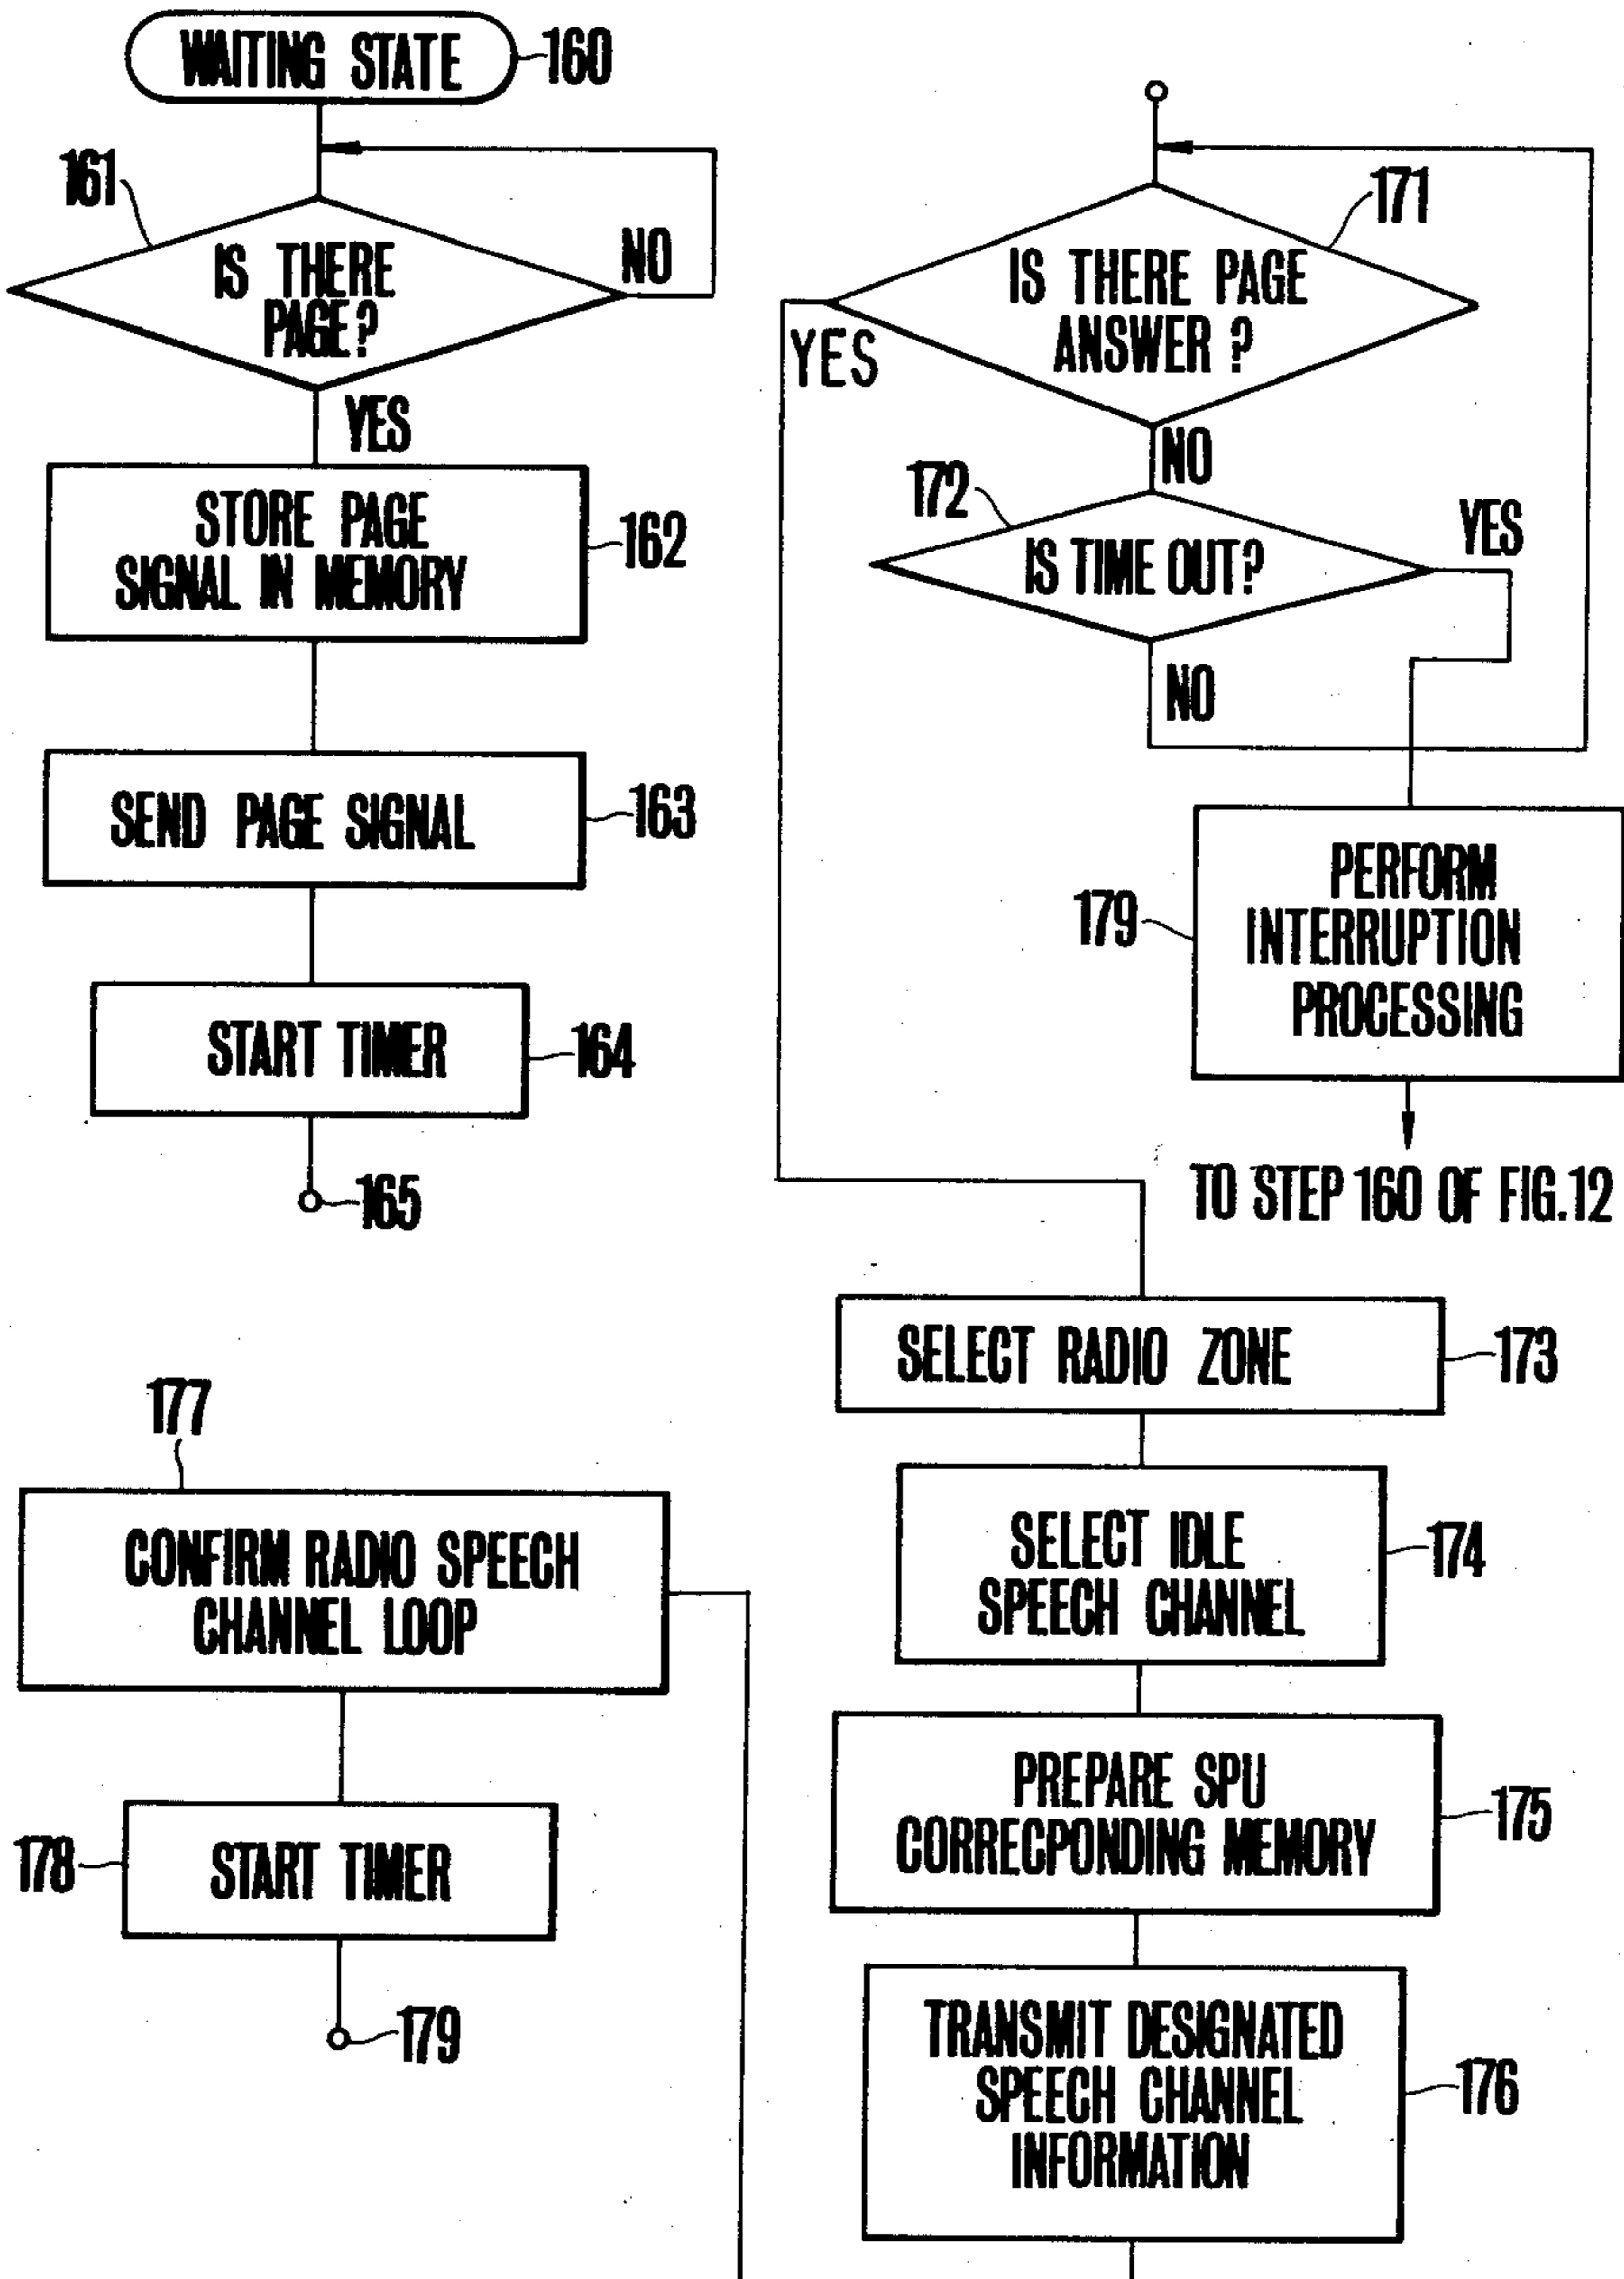 WAITING STATE
160
161
IS THERE
PAGE?
NO
YES
STORE PAGE
SIGNAL IN MEMORY
162
SEND PAGE SIGNAL
163
START TIMER
164
165
171
IS THERE PAGE
ANSWER ?
YES
NO
172
IS TIME OUT?
YES
NO
179
PERFORM
INTERRUPTION
PROCESSING
TO STEP 160 OF FIG.12
SELECT RADIO ZONE
173
SELECT IDLE
SPEECH CHANNEL
174
PREPARE SPU
CORRECPONDING MEMORY
175
TRANSMIT DESIGNATED
SPEECH CHANNEL
INFORMATION
176
177
CONFIRM RADIO SPEECH
CHANNEL LOOP
178
START TIMER
179